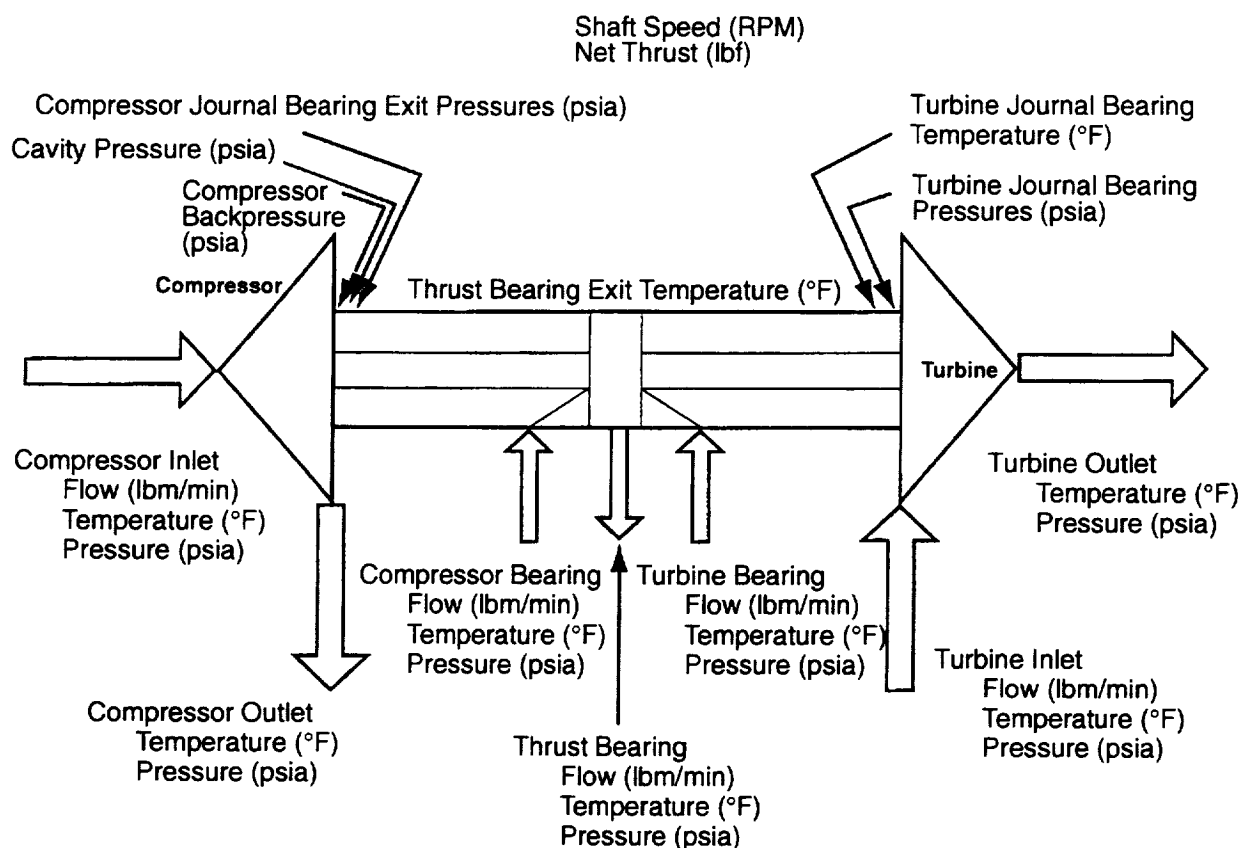 Shaft Speed (RPM)
Net Thrust (lbf)
Compressor Journal Bearing Exit Pressures (psia)
Cavity Pressure (psia)
Compressor
Backpressure
(psia)
Turbine Journal Bearing
Temperature (°F)
Turbine Journal Bearing
Pressures (psia)
Compressor
Thrust Bearing Exit Temperature (°F)
Turbine
Compressor Inlet
Flow (lbm/min)
Temperature (°F)
Pressure (psia)
Turbine Outlet
Temperature (°F)
Pressure (psia)
Compressor Bearing
Flow (lbm/min)
Temperature (°F)
Pressure (psia)
Turbine Bearing
Flow (lbm/min)
Temperature (°F)
Pressure (psia)
Turbine Inlet
Flow (lbm/min)
Temperature (°F)
Pressure (psia)
Compressor Outlet
Temperature (°F)
Pressure (psia)
Thrust Bearing
Flow (lbm/min)
Temperature (°F)
Pressure (psia)